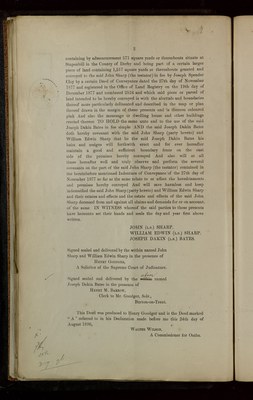 2
containing by admeasurement 571 square yards or thereabouts situate at
Stapenhill in the County of Derby and being part of a certain larger
piece of land containing 2,217 square yards or thereabouts granted and
conveyed to the said John Sharp (the vendor) in fee by Joseph
Clay by a certain Deed of Conveyance dated the 27th day of November
1877 and registered in the Office of Land Registry on the 19th day of
December 1877 and numbered and which said piece or parcel of
land intended to be hereby conveyed is with the abuttals and boundaries
thereof more particularly delineated and described in the map or plan
thereof drawn in the margin of these presents and is therein coloured
pink And also the messuage or dwelling house and other buildings
erected thereon TO HOLD the same unto and to the use of the said
Joseph Dakin Bates in fee simple AND the said Joseph Dakin Bates
doth hereby covenant with the said John Sharp (party hereto) and
William Edwin Sharp that he the said Joseph Dakin Bates his
heirs and assigns will forthwith erect and for ever hereafter
maintain a good and sufficient boundary fence on the side
of the premises hereby conveyed And also will at all
times hereafter well and truly observe and perform the several
covenants on the part of the said John Sharp (the vendor) contained in
the hereinbefore mentioned Indenture of Conveyance of the 27th day of
November 1877 so far as the same relate to or affect the hereditaments
and premises hereby conveyed And will save harmless and keep
indemnified the said John Sharp (party hereto) and William Edwin Sharp
and their estates and effects and the estate and effects of the said John
Sharp deceased from and against all claims and demands for or on account
of the same IN WITNESS whereof the said parties to these presents
have hereunto set their hands and seals the day and year first above
written
JOHN (L.S.) SHARP.
WILLIAM EDWIN (L.S.) SHARP.
JOSEPH DAKIN (L.S.) BATES.
Signed sealed and delivered by the within named John
Sharp and William Edwin Sharp in the presence of
HENRY GOODGER,
A Solicitor of the Supreme Court of Judicature.
Signed sealed and delivered by the named
Joseph Dakin Bates in the presence of
HENRY W.
Clerk to Mr. Goodger, Solr.,
BURTON-ON-TRENT.
This Deed was produced to Henry Goodger and is the Deed marked
"A" referred to in his Declaration made before me this 24th day of
August
WALTER
A Commissioner for Oaths.